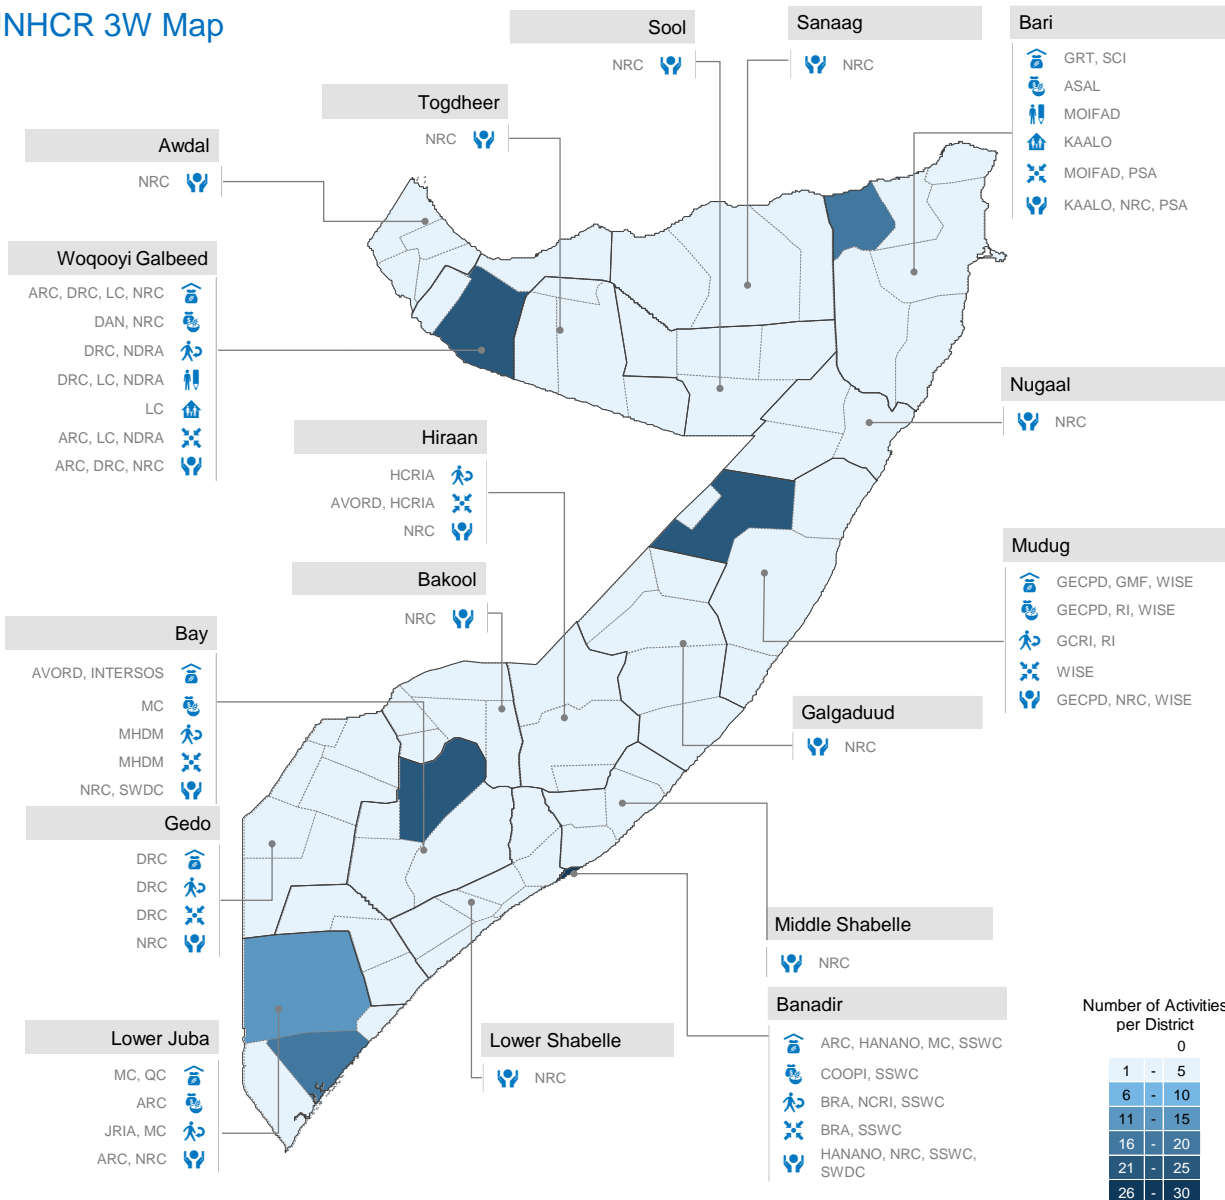 NHCR 3W Map
Sool
NRC
Sanaag
NRC
Bari
GRT, SCI
ASAL
MOIFAD
KAALO
MOIFAD, PSA
KAALO, NRC, PSA
Togdheer
NRC
Awdal
NRC
Woqooyi Galbeed
ARC, DRC, LC, NRC
DAN, NRC
DRC, NDRA
DRC, LC, NDRA
LC
ARC, LC, NDRA
ARC, DRC, NRC
Nugaal
NRC
Hiraan
HCRIA
AVORD, HCRIA
NRC
Mudug
GECPD, GMF, WISE
GECPD, RI, WISE
GCRI, RI
WISE
GECPD, NRC, WISE
Bakool
NRC
Bay
AVORD, INTERSOS
MC
MHDM
MHDM
NRC, SWDC
Galgaduud
NRC
Gedo
DRC
DRC
DRC
NRC
Middle Shabelle
NRC
Banadir
ARC, HANANO, MC, SSWC
COOPI, SSWC
BRA, NCRI, SSWC
BRA, SSWC
HANANO, NRC, SSWC,
SWDC
Lower Juba
MC, QC
ARC
JRIA, MC
ARC, NRC
Lower Shabelle
NRC
Number of Activities
per District
0
1 - 5
6 - 10
11 - 15
16 - 20
21 - 25
26 - 30